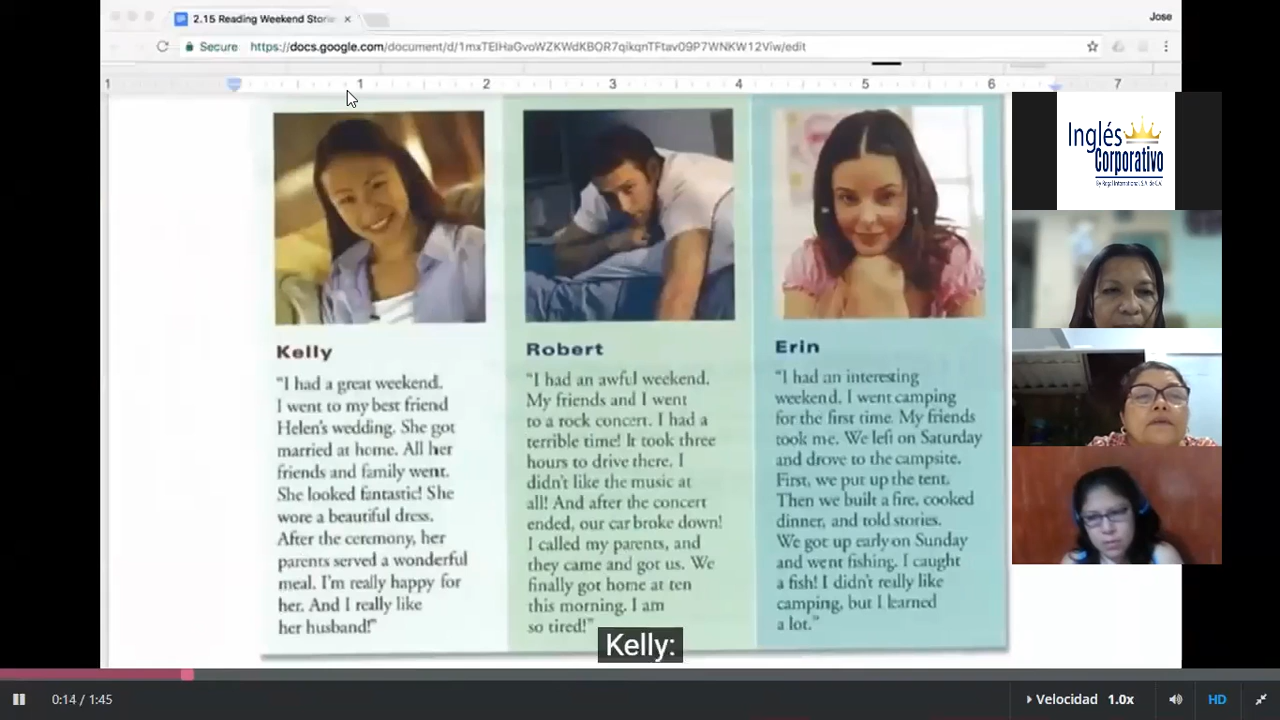 2.15 Reading Weekend Stori
Jose
Secure
https://docs.google.com/document/d/1mxTEIHaGvoWZKWdKBOR7qikqnTFtav09P7WNKW12Viw/edit
1 1 2 3 4 5 6 7
Kelly
"I had a great weekend.
I went to my best friend
Helen's wedding. She got
married at home. All her
friends and family went.
She looked fantastic! She
wore a beautiful dress.
After the ceremony, her
parents served a wonderful
meal. I'm really happy for
her. And I really like
her husband!"
Robert
"I had an awful weekend.
My friends and I went
to a rock concert. I had a
terrible time! It took three
hours to drive there. I
didn't like the music at
all! And after the concert
ended, our car broke down!
I called my parents, and
they came and got us. We
finally got home at ten
this morning. I am
so tired!"
Erin
"I had an interesting
weekend. I went camping
for the first time. My friends
took me. We left on Saturday
and drove to the campsite.
First, we put up the tent.
Then we built a fire, cooked
dinner, and told stories.
We got up early on Sunday
and went fishing. I caught
a fish! I didn't really like
camping, but I learned
a lot."
Inglés
Corporativo
By Regal International, S.A. de C.V.
Kelly:
0:14 / 1:45
Velocidad 1.0x
HD